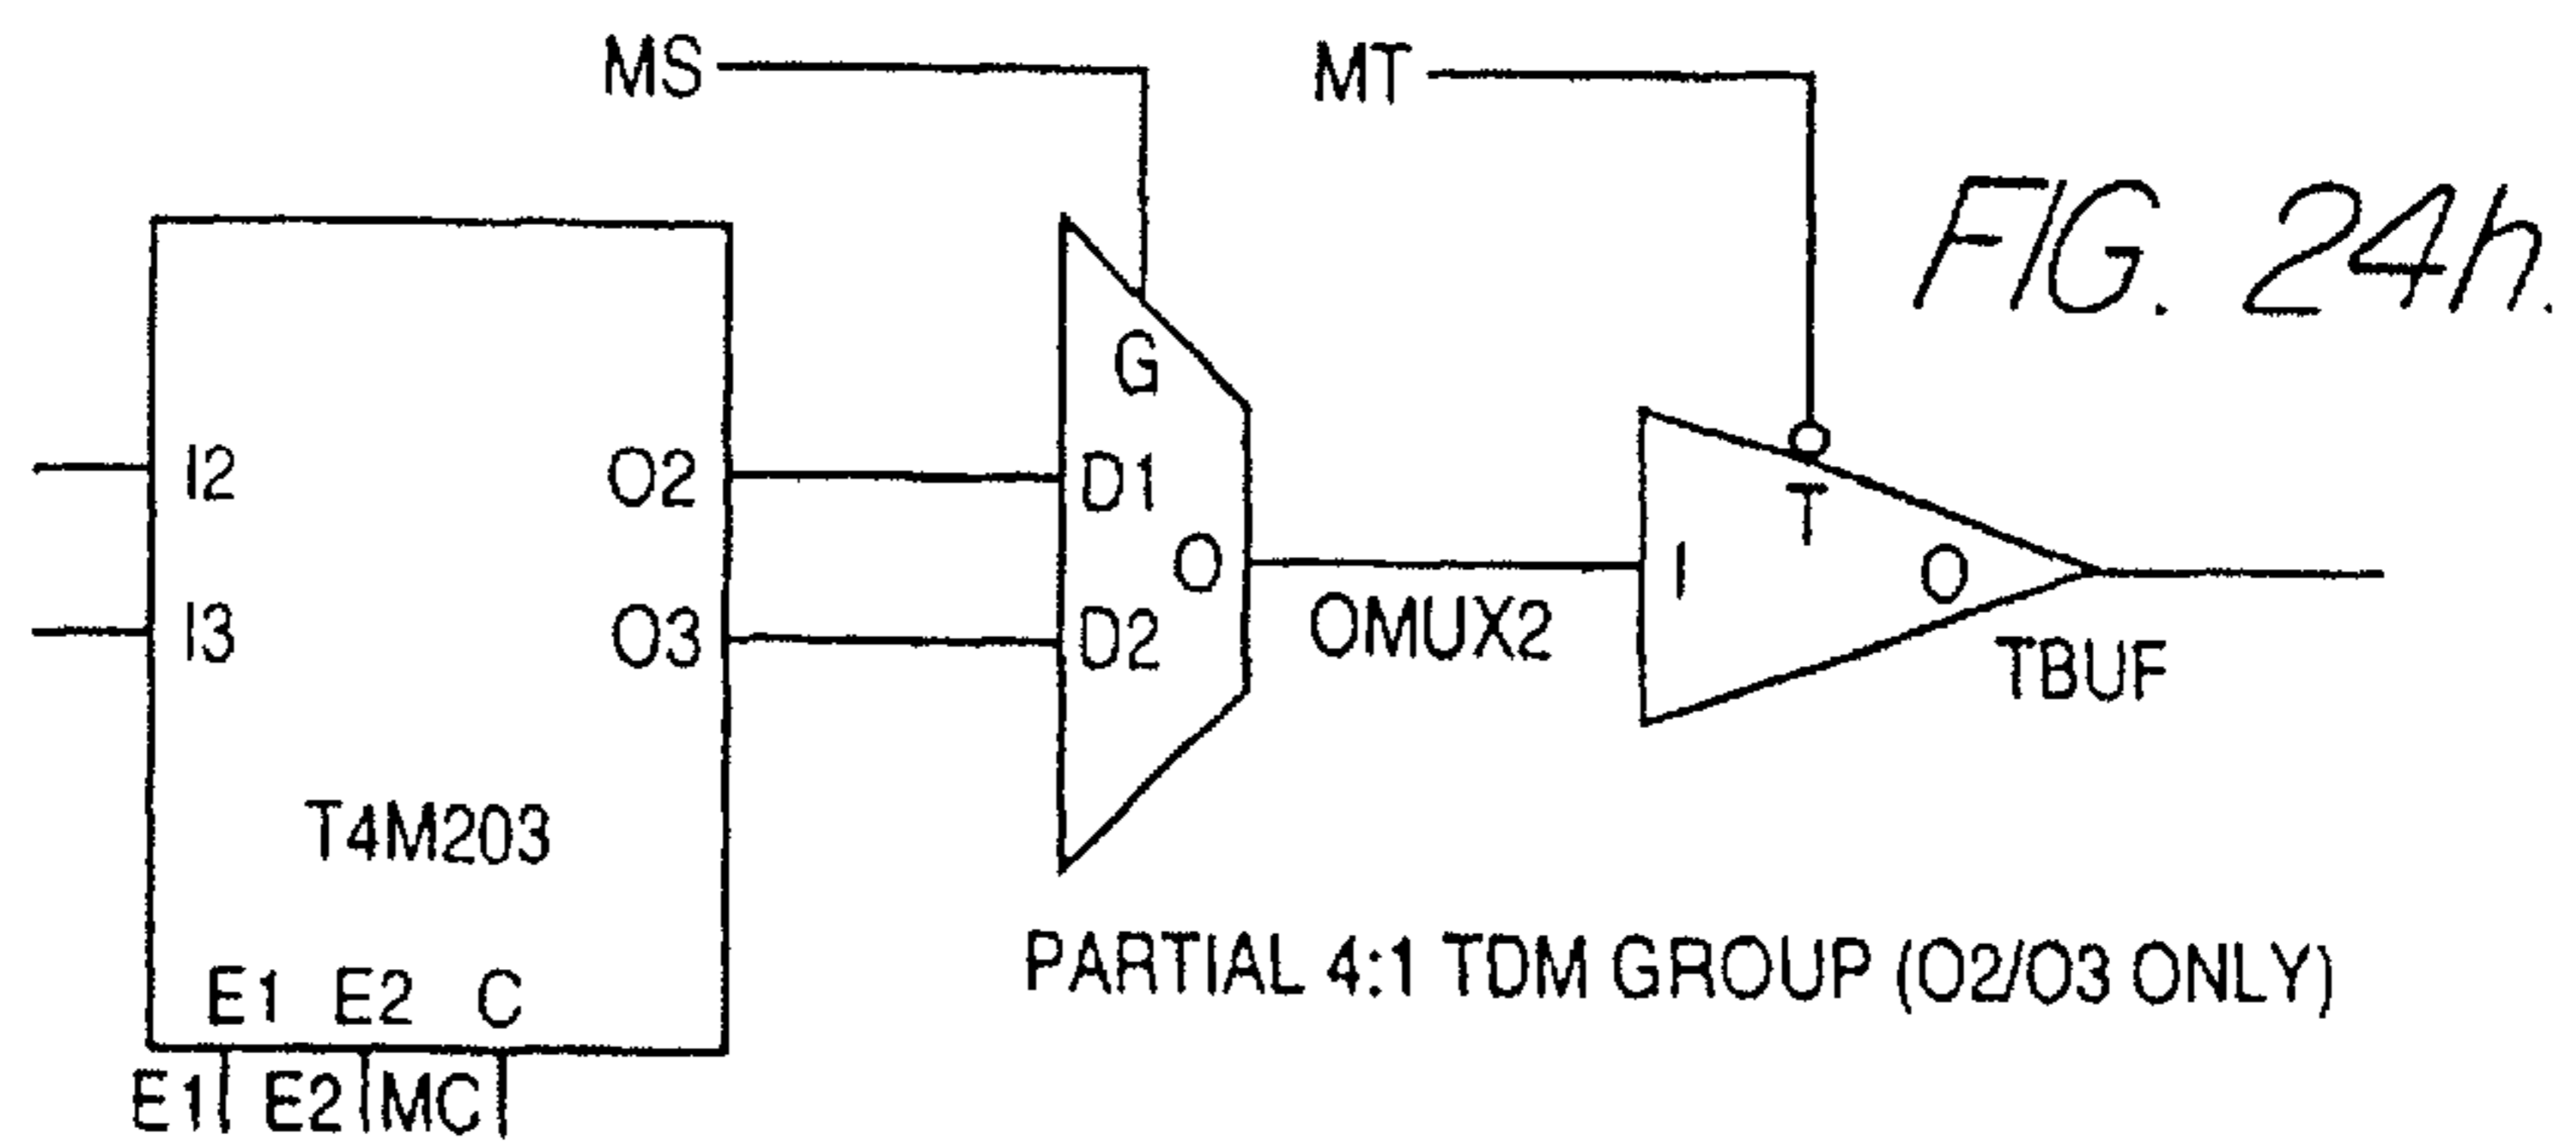 MS
MT
FIG. 24h.
G
I2
O2
D1
T
I
O
O
I3
O3
D2
OMUX2
TBUF
T4M203
PARTIAL 4:1 TDM GROUP (O2/O3 ONLY)
E1 E2 C
E1 E2 MC